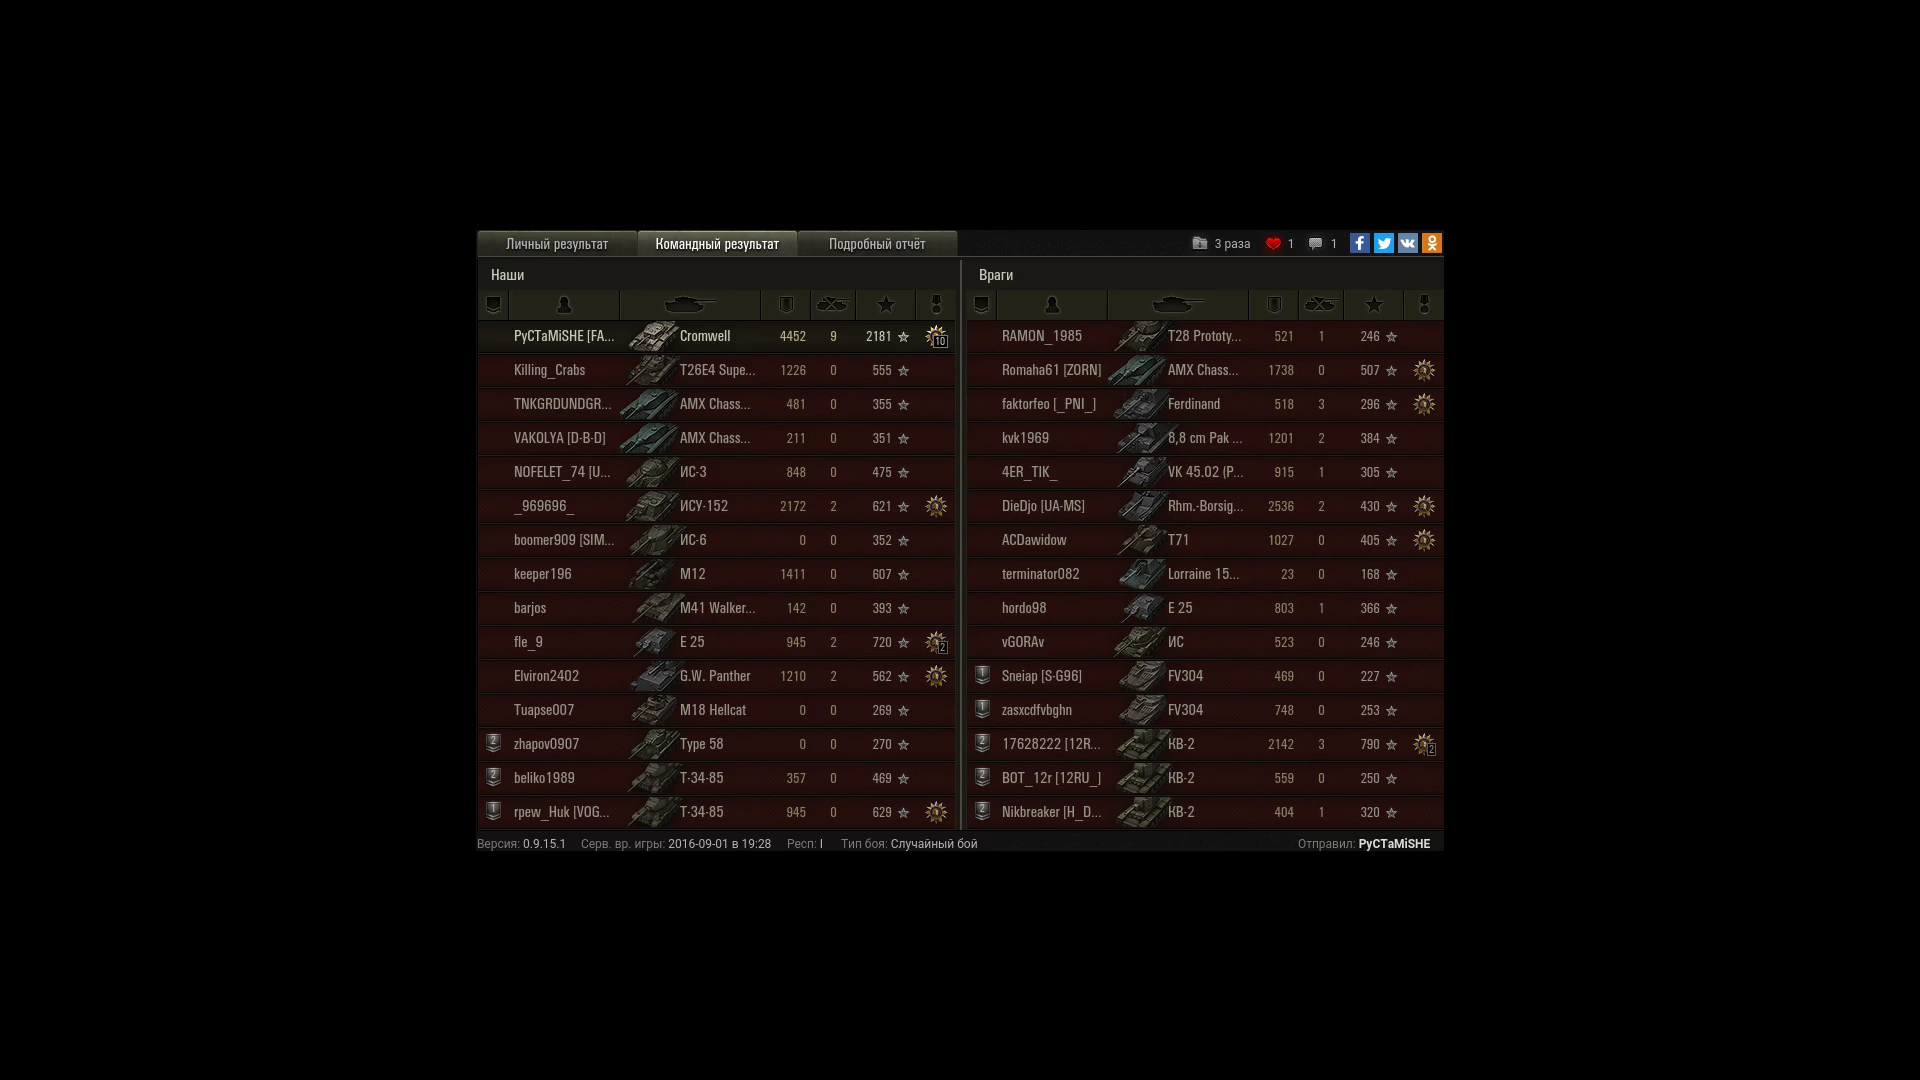 Личный результат Командный результат Подробный отчёт 3 раза 1 1
Наши
PyCTaMiSHE [FA... Cromwell 4452 9 2181 10
Killing_Crabs T26E4 Supe... 1226 0 555
TNKGRDUNDGR... AMX Chass... 481 0 355
VAKOLYA [D-B-D] AMX Chass... 211 0 351
NOFELET_74 [U... ИС-3 848 0 475
_969696_ ИСУ-152 2172 2 621
boomer909 [SIM... ИС-6 0 0 352
keeper196 M12 1411 0 607
barjos M41 Walker... 142 0 393
fle_9 E 25 945 2 720 2
Elviron2402 G.W. Panther 1210 2 562
Tuapse007 M18 Hellcat 0 0 269
2 zhapov0907 Type 58 0 0 270
2 beliko1989 Т-34-85 357 0 469
1 rpew_Huk [VOG... Т-34-85 945 0 629
Враги
RAMON_1985 T28 Prototy... 521 1 246
Romaha61 [ZORN] AMX Chass... 1738 0 507
faktorfeo [_PNI_] Ferdinand 518 3 296
kvk1969 8,8 cm Pak ... 1201 2 384
4ER_TIK_ VK 45.02 (P... 915 1 305
DieDjo [UA-MS] Rhm.-Borsig... 2536 2 430
ACDawidow T71 1027 0 405
terminator082 Lorraine 15... 23 0 168
hordo98 E 25 803 1 366
vGORAv ИС 523 0 246
1 Sneiap [S-G96] FV304 469 0 227
1 zasxcdfvbghn FV304 748 0 253
2 17628222 [12R... КВ-2 2142 3 790 2
2 BOT_12r [12RU_] КВ-2 559 0 250
2 Nikbreaker [H_D... КВ-2 404 1 320
Версия: 0.9.15.1 Серв. вр. игры: 2016-09-01 в 19:28 Респ: I Тип боя: Случайный бой Отправил: PyCTaMiSHE